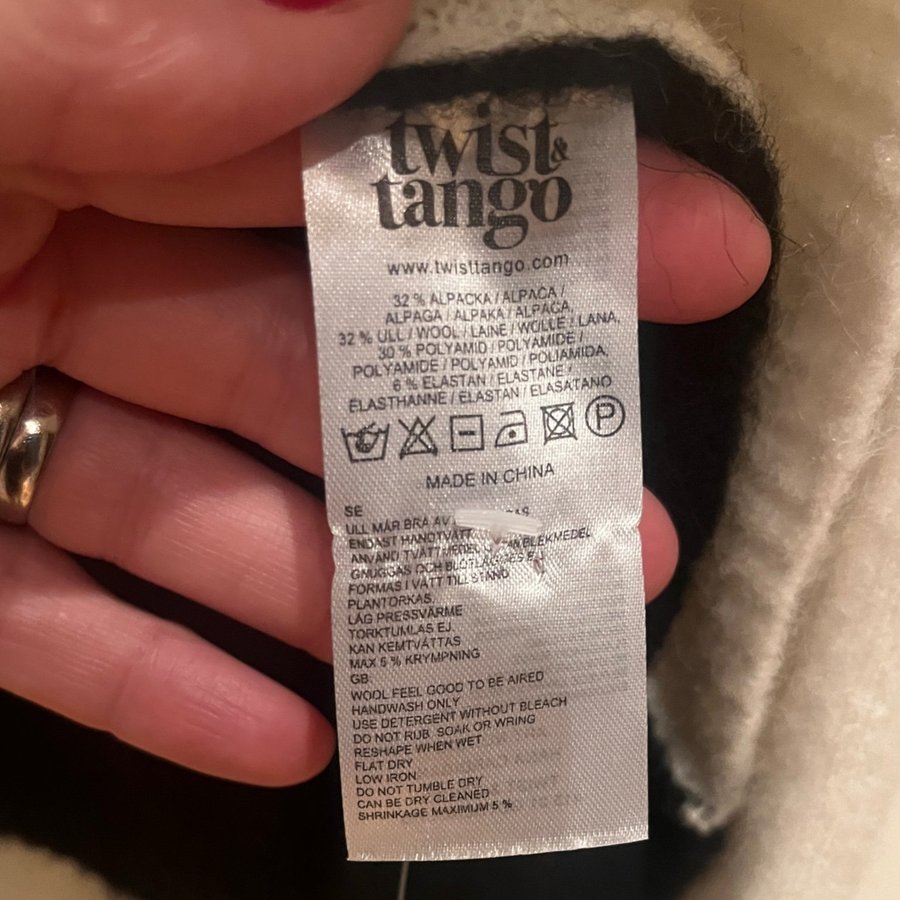 twist &
tango
www.twisttango.com
32 % ALPACKA / ALPACA /
ALPAGA / ALPAKA / ALPACA,
32 % ULL / WOOL / LAINE / WOLLE / LANA,
30 % POLYAMID / POLYAMIDE /
POLYAMIDE / POLYAMID / POLIAMIDA,
6 % ELASTAN / ELASTANE /
ELASTHANNE / ELASTAN / ELASATANO
P
MADE IN CHINA
SE
ULL MÅR BRA AV
ENDAST HANDTVÄTT
ANVÄND TVÄTTMEDEL BLEKMEDEL
GNUGGAS OCH BLÖTLÄGGES EJ
FORMAS I VÅTT TILLSTÅND
PLANTORKAS.
LÅG PRESSVÄRME
TORKTUMLAS EJ.
KAN KEMTVÄTTAS
MAX 5 % KRYMPNING
GB:
WOOL FEEL GOOD TO BE AIRED
HANDWASH ONLY
USE DETERGENT WITHOUT BLEACH
DO NOT RUB, SOAK OR WRING
RESHAPE WHEN WET
FLAT DRY
LOW IRON
DO NOT TUMBLE DRY
CAN BE DRY CLEANED
SHRINKAGE MAXIMUM 5 %